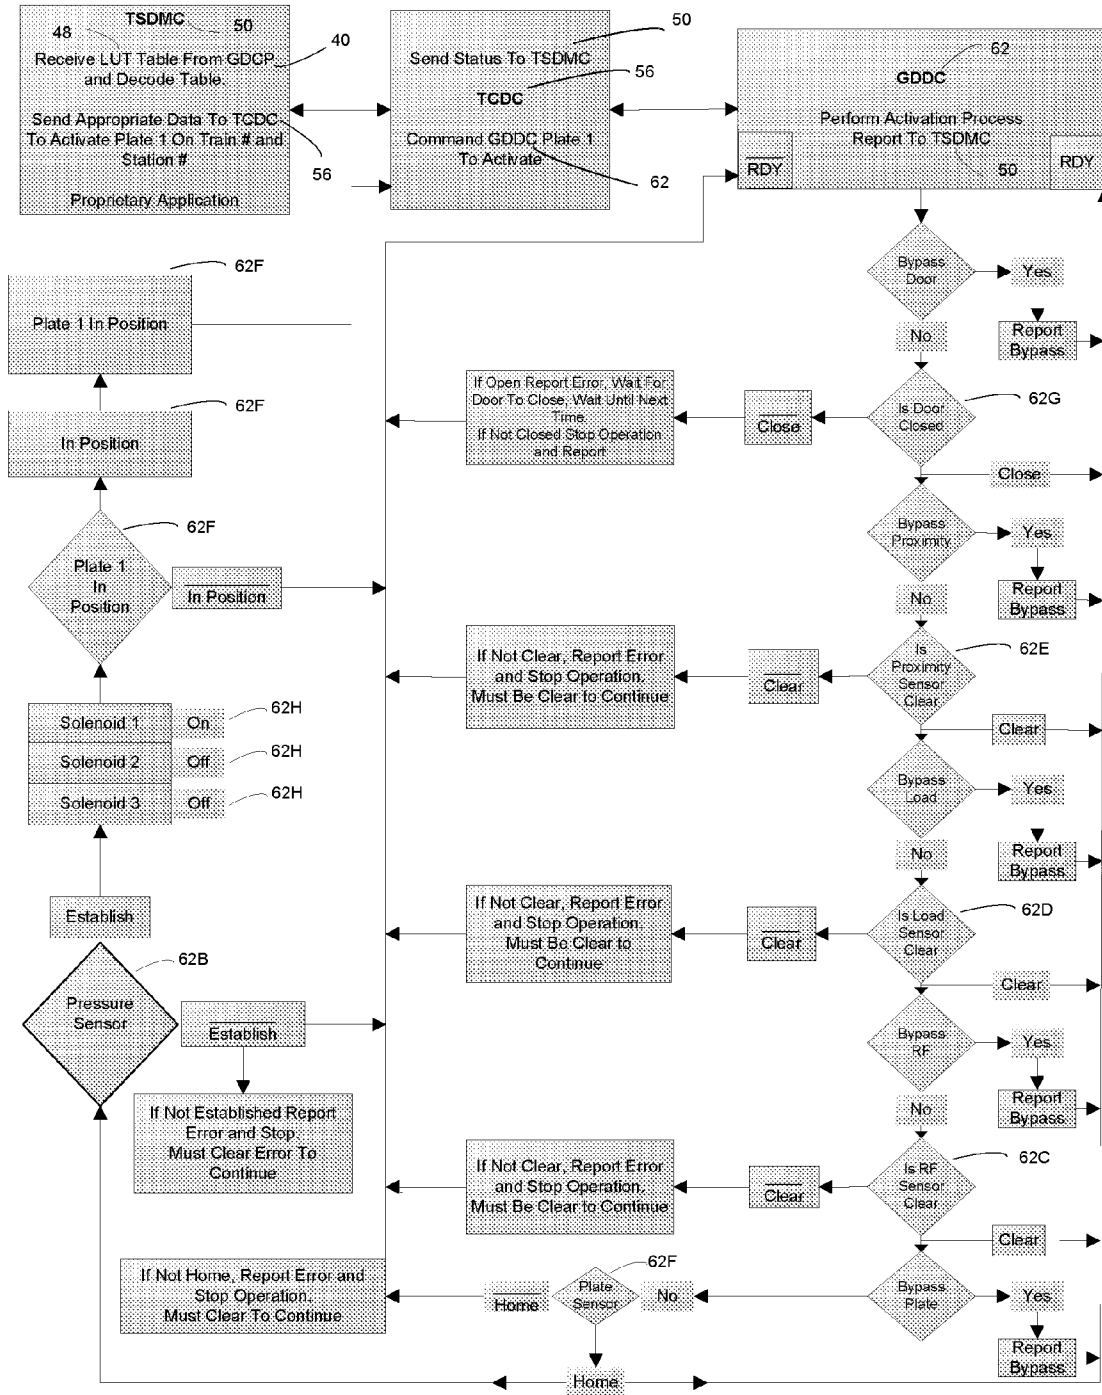 TSDMC
50
48
Receive LUT Table From GDCP
40
and Decode Table.
Send Appropriate Data To TCDC
To Activate Plate 1 On Train # and
Station #
56
Proprietary Application
50
Send Status To TSDMC
56
TCDC
Command GDDC Plate 1
To Activate
62
62
GDDC
Perform Activation Process
Report To TSDMC
RDY
50
RDY
62F
Plate 1 In Position
62F
In Position
62F
Plate 1
In
Position
In Position
Solenoid 1
On
62H
Solenoid 2
Off
62H
Solenoid 3
Off
62H
Establish
62B
Pressure
Sensor
Establish
If Not Established Report
Error and Stop.
Must Clear Error To
Continue
Bypass
Door
Yes
No
Report
Bypass
If Open Report Error, Wait For
Door To Close, Wait Until Next
Time
If Not Closed Stop Operation
and Report
Close
Is Door
Closed
62G
Close
Bypass
Proximity
Yes
No
Report
Bypass
If Not Clear, Report Error
and Stop Operation.
Must Be Clear to Continue
Clear
Is
Proximity
Sensor
Clear
62E
Clear
Bypass
Load
Yes
No
Report
Bypass
If Not Clear, Report Error
and Stop Operation.
Must Be Clear to
Continue
Clear
Is Load
Sensor
Clear
62D
Clear
Bypass
RF
Yes
No
Report
Bypass
If Not Clear, Report Error
and Stop Operation.
Must Be Clear to Continue
Clear
Is RF
Sensor
Clear
62C
Clear
If Not Home, Report Error and
Stop Operation.
Must Clear To Continue
Home
Plate
Sensor
62F
No
Bypass
Plate
Yes
Report
Bypass
Home